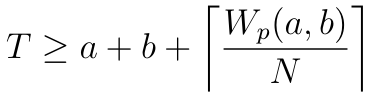 T ≥ a + b + ⌈W_p(a, b) / N⌉